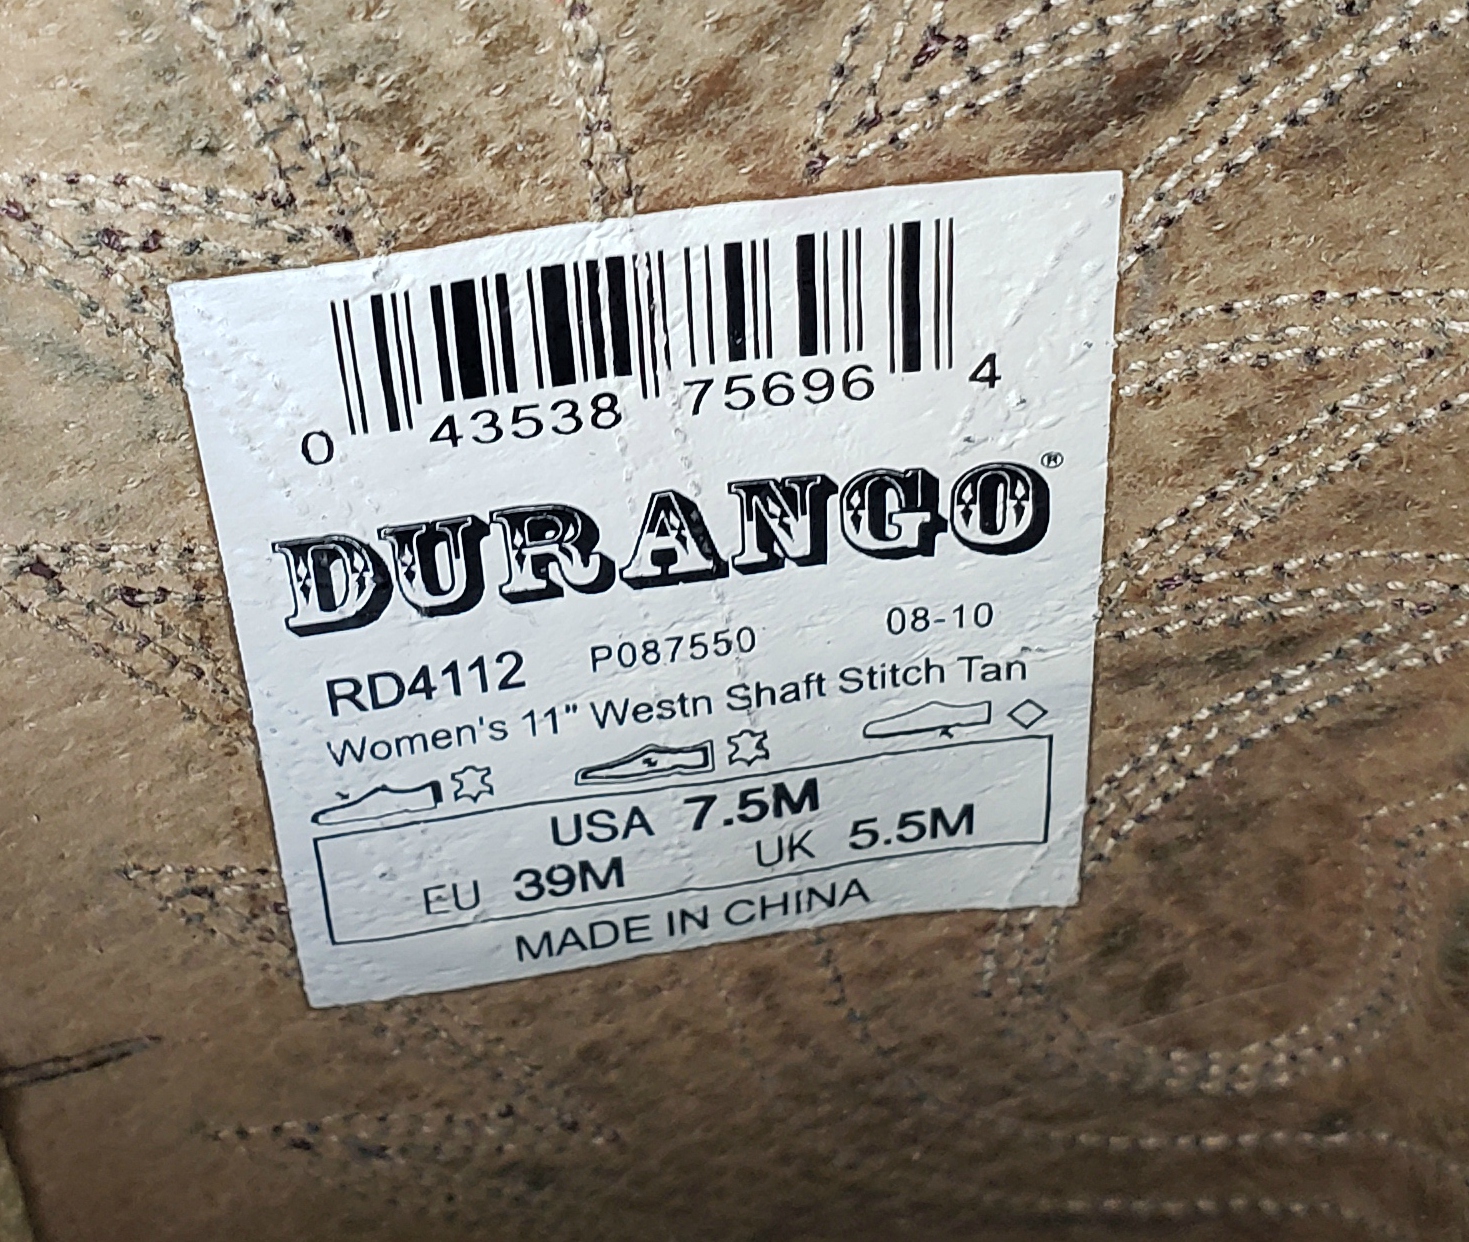 0 43538 75696 4
DURANGO®
RD4112 P087550 08-10
Women's 11" Westn Shaft Stitch Tan
USA 7.5M
EU 39M UK 5.5M
MADE IN CHINA